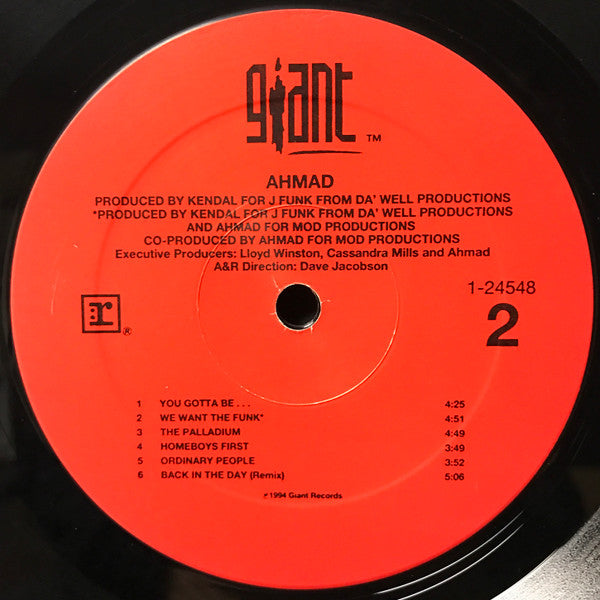 giant ™
AHMAD
PRODUCED BY KENDAL FOR J FUNK FROM DA' WELL PRODUCTIONS
*PRODUCED BY KENDAL FOR J FUNK FROM DA' WELL PRODUCTIONS
AND AHMAD FOR MOD PRODUCTIONS
CO-PRODUCED BY AHMAD FOR MOD PRODUCTIONS
Executive Producers: Lloyd Winston, Cassandra Mills and Ahmad
A&R Direction: Dave Jacobson
1-24548
r ®
2
1 YOU GOTTA BE . . . 4:25
2 WE WANT THE FUNK* 4:51
3 THE PALLADIUM 4:49
4 HOMEBOYS FIRST 3:49
5 ORDINARY PEOPLE 3:52
6 BACK IN THE DAY (Remix) 5:06
℗ 1994 Giant Records